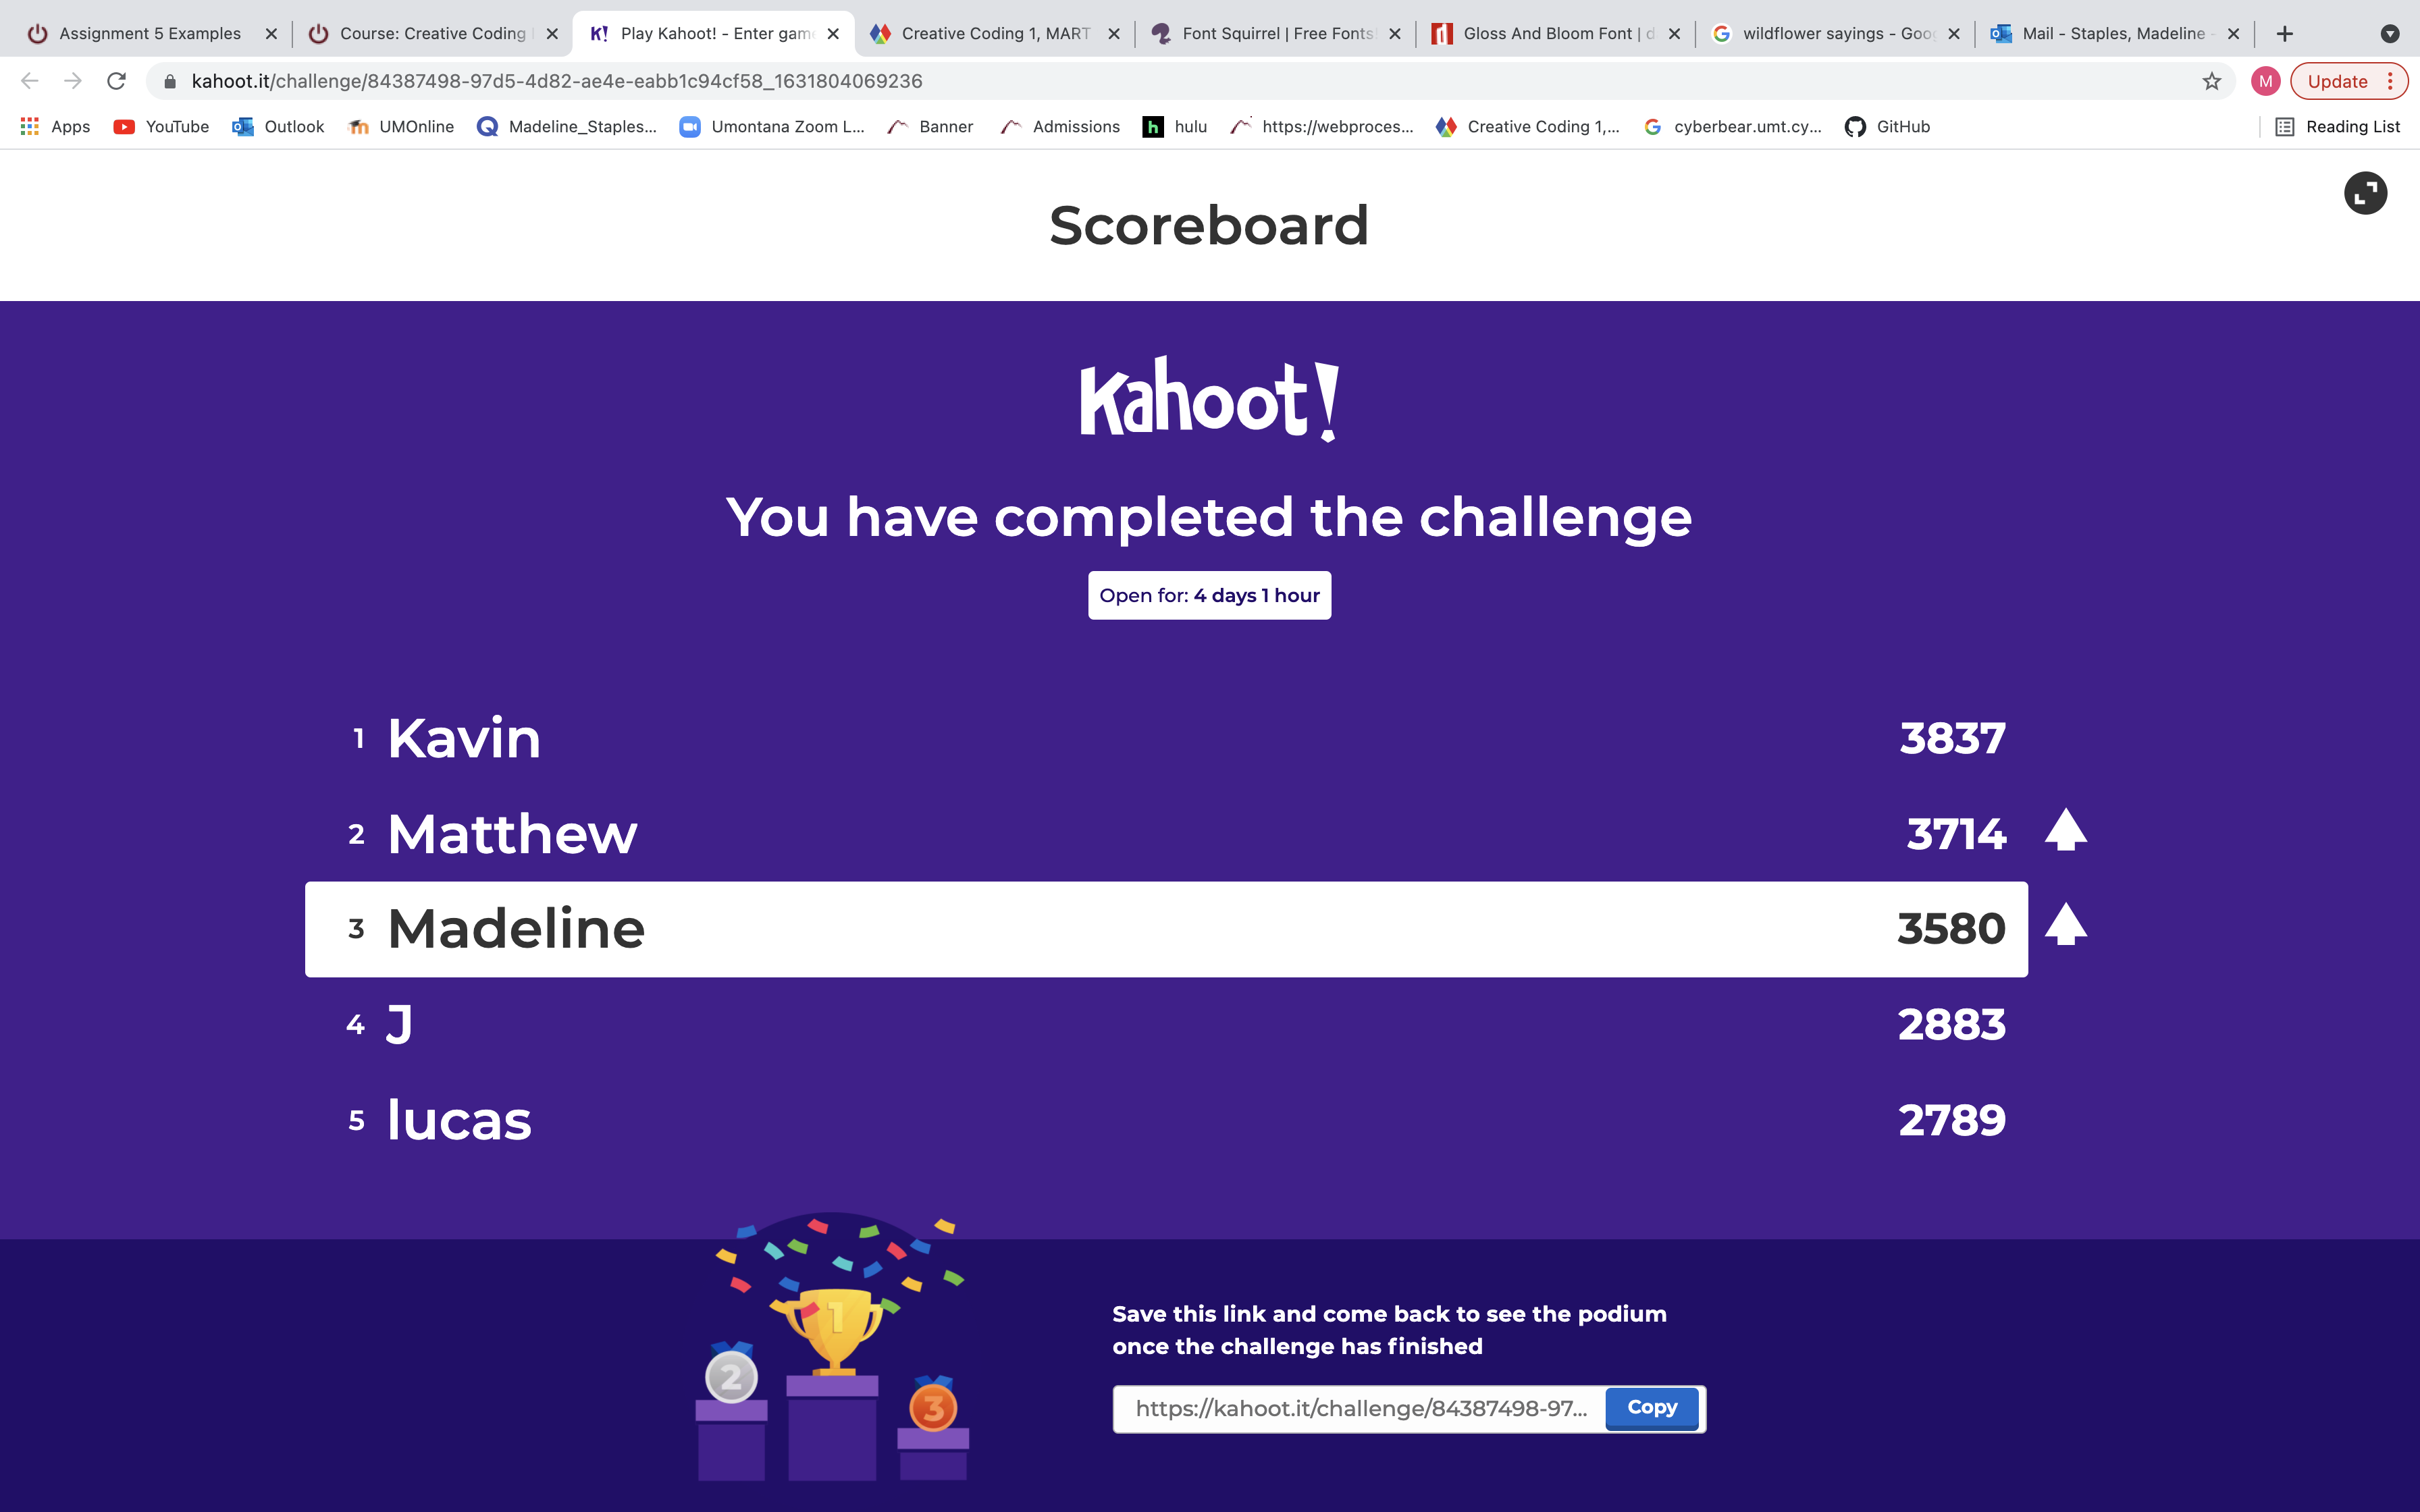 Assignment 5 Examples
Course: Creative Coding
Play Kahoot! - Enter game
Creative Coding 1, MART
Font Squirrel | Free Fonts
Gloss And Bloom Font | d
wildflower sayings - Goo
Mail - Staples, Madeline -
kahoot.it/challenge/84387498-97d5-4d82-ae4e-eabb1c94cf58_1631804069236
M
Update
Apps
YouTube
Outlook
UMOnline
Madeline_Staples...
Umontana Zoom L...
Banner
Admissions
h hulu
https://webproces...
Creative Coding 1,...
cyberbear.umt.cy...
GitHub
Reading List
Scoreboard
Kahoot!
You have completed the challenge
Open for: 4 days 1 hour
1 Kavin 3837
2 Matthew 3714
3 Madeline 3580
4 J 2883
5 lucas 2789
1
2
3
Save this link and come back to see the podium
once the challenge has finished
https://kahoot.it/challenge/84387498-97... Copy